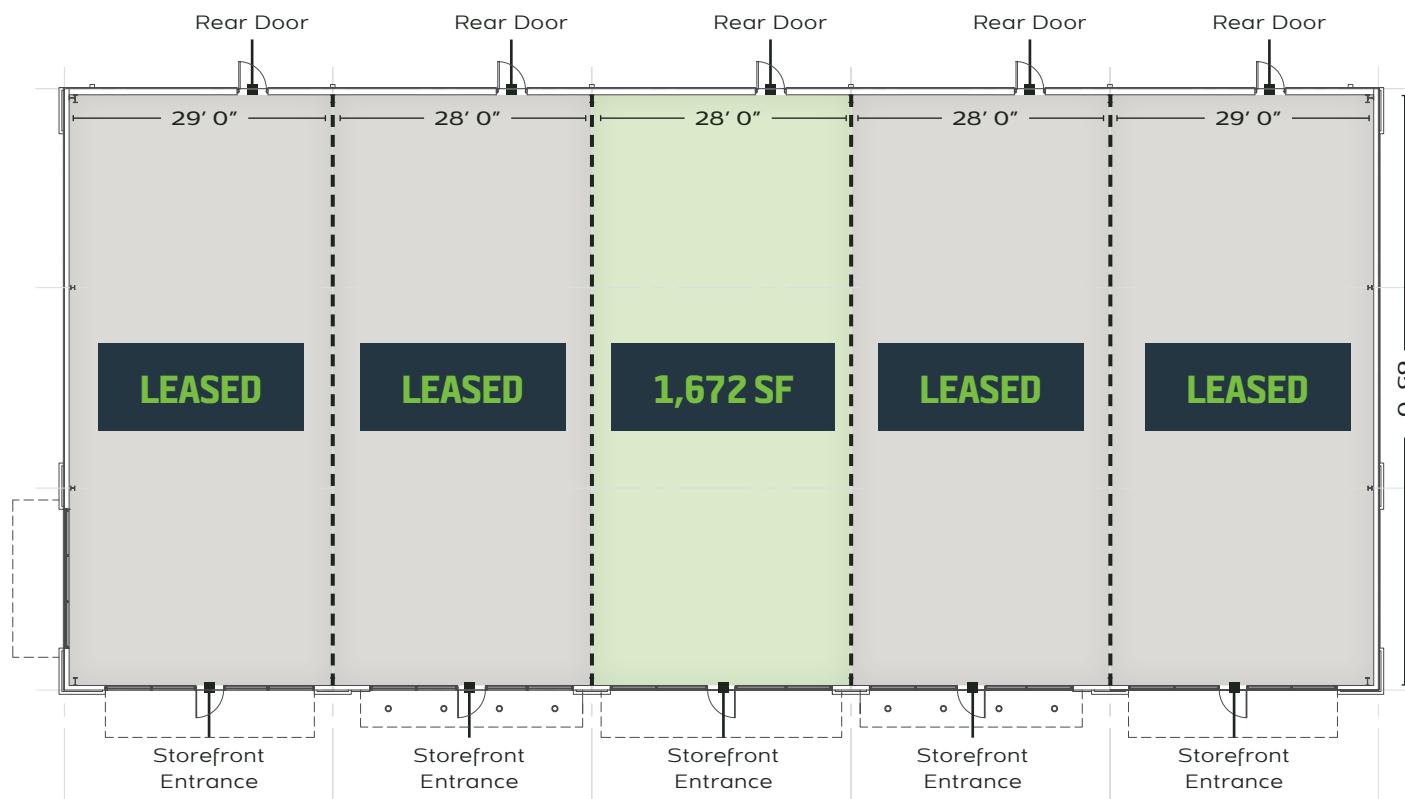 Rear Door
Rear Door
Rear Door
Rear Door
Rear Door
29' 0"
28' 0"
28' 0"
28' 0"
29' 0"
LEASED
LEASED
1,672 SF
LEASED
LEASED
Storefront
Entrance
Storefront
Entrance
Storefront
Entrance
Storefront
Entrance
Storefront
Entrance